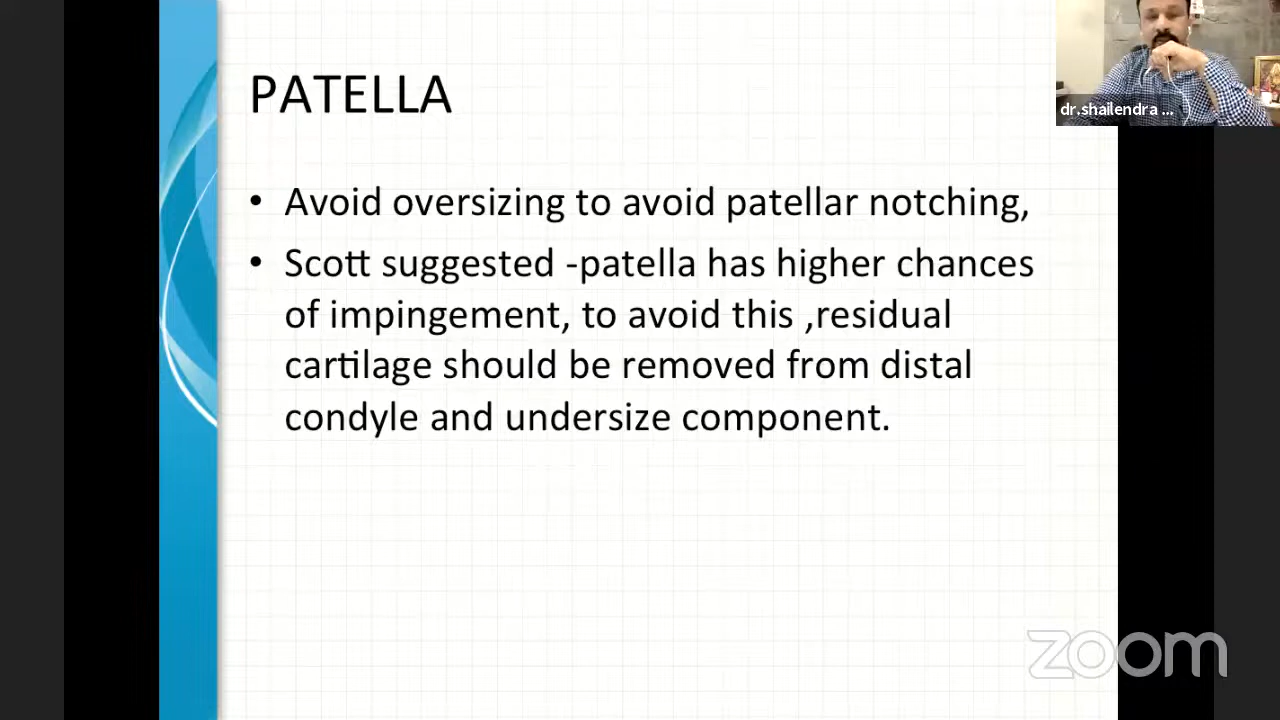 PATELLA
dr.shailendra ...
• Avoid oversizing to avoid patellar notching,
• Scott suggested -patella has higher chances
of impingement, to avoid this ,residual
cartilage should be removed from distal
condyle and undersize component.
zoom